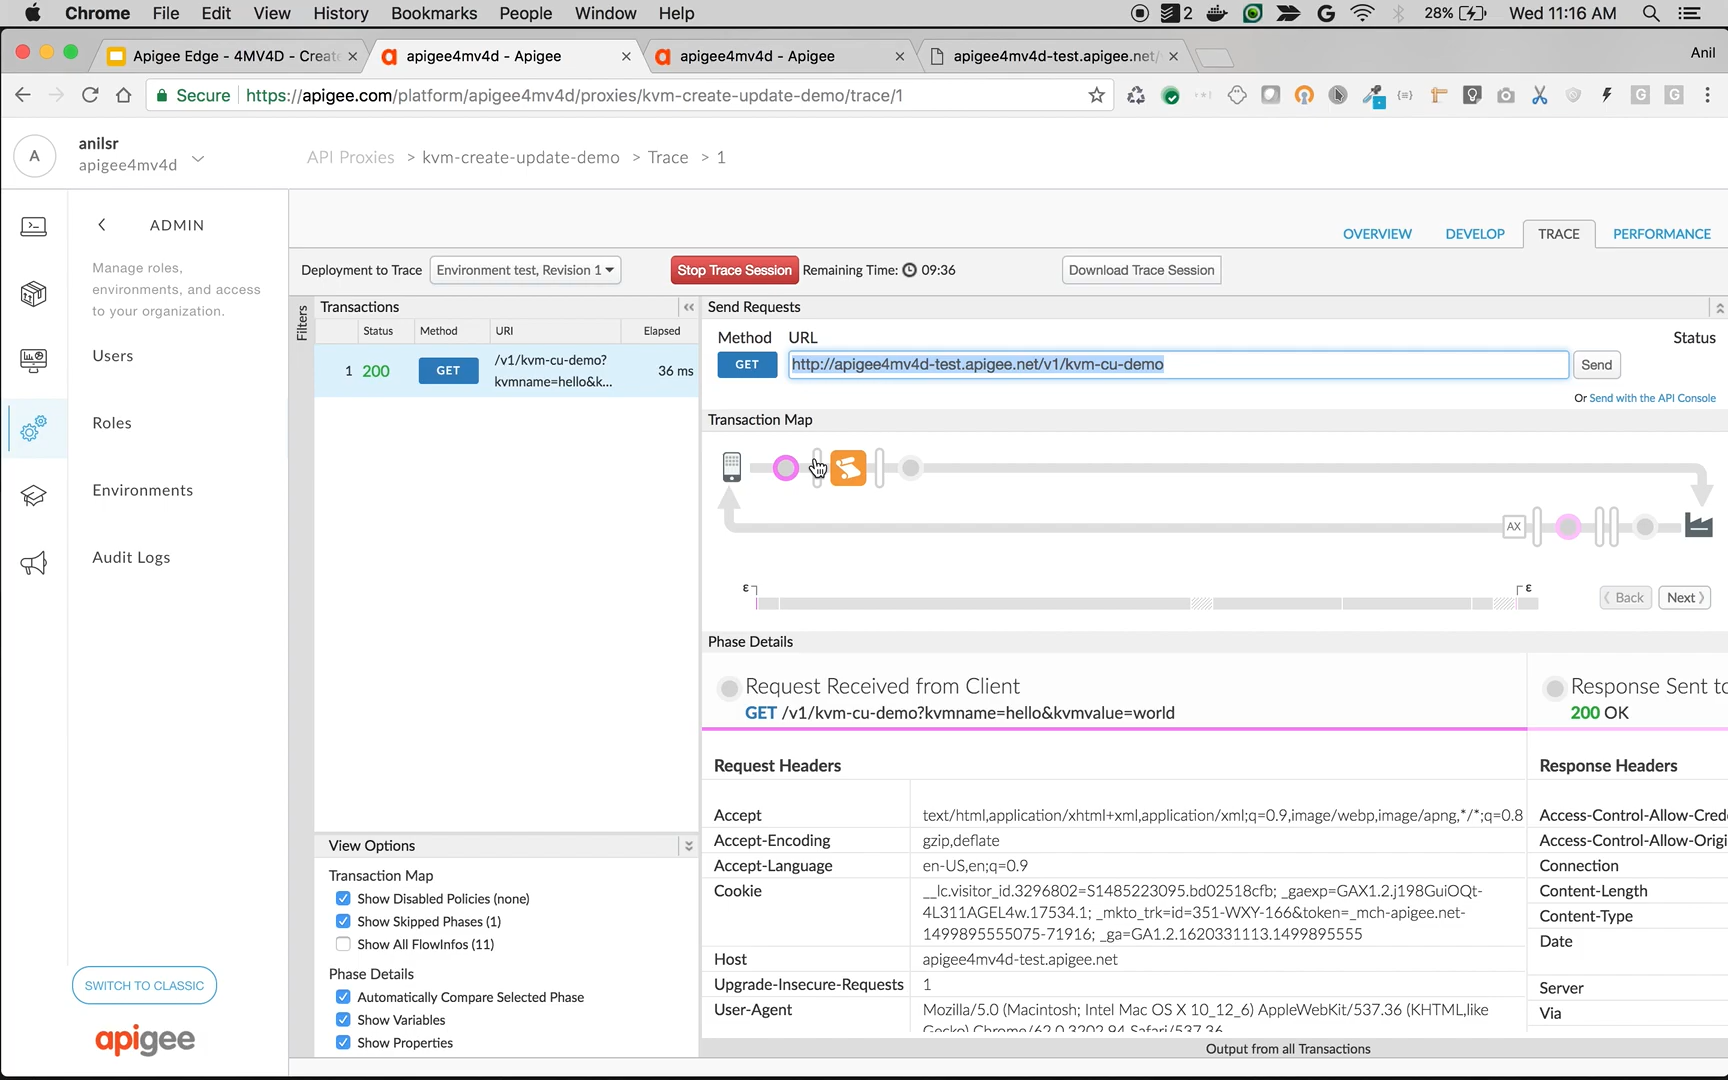 Chrome File Edit View History Bookmarks People Window Help 2 28% Wed 11:16 AM
Apigee Edge - 4MV4D - Create
apigee4mv4d - Apigee
apigee4mv4d - Apigee
apigee4mv4d-test.apigee.net/
Anil
Secure https://apigee.com/platform/apigee4mv4d/proxies/kvm-create-update-demo/trace/1
A
anilsr
apigee4mv4d
API Proxies > kvm-create-update-demo > Trace > 1
ADMIN
Manage roles,
environments, and access
to your organization.
Users
Roles
Environments
Audit Logs
SWITCH TO CLASSIC
apigee
OVERVIEW DEVELOP TRACE PERFORMANCE
Deployment to Trace Environment test, Revision 1 Stop Trace Session Remaining Time: 09:36 Download Trace Session
Filters
Transactions
Status Method URI Elapsed
1 200 GET /v1/kvm-cu-demo?
kvmname=hello&k... 36 ms
View Options
Transaction Map
Show Disabled Policies (none)
Show Skipped Phases (1)
Show All FlowInfos (11)
Phase Details
Automatically Compare Selected Phase
Show Variables
Show Properties
Send Requests
Method URL Status
GET http://apigee4mv4d-test.apigee.net/v1/kvm-cu-demo Send
Or Send with the API Console
Transaction Map
AX
ε ε
Back Next
Phase Details
Request Received from Client
GET /v1/kvm-cu-demo?kvmname=hello&kvmvalue=world
Request Headers
Accept text/html,application/xhtml+xml,application/xml;q=0.9,image/webp,image/apng,*/*;q=0.8
Accept-Encoding gzip,deflate
Accept-Language en-US,en;q=0.9
Cookie __lc.visitor_id.3296802=S1485223095.bd02518cfb; _gaexp=GAX1.2.j198GuiOQt-
4L311AGEL4w.17534.1; _mkto_trk=id=351-WXY-166&token=_mch-apigee.net-
1499895555075-71916; _ga=GA1.2.1620331113.1499895555
Host apigee4mv4d-test.apigee.net
Upgrade-Insecure-Requests 1
User-Agent Mozilla/5.0 (Macintosh; Intel Mac OS X 10_12_6) AppleWebKit/537.36 (KHTML,like
Gecko) Chrome/62.0.3202.94 Safari/537.36
Response Sent to
200 OK
Response Headers
Access-Control-Allow-Cred
Access-Control-Allow-Origi
Connection
Content-Length
Content-Type
Date
Server
Via
Output from all Transactions